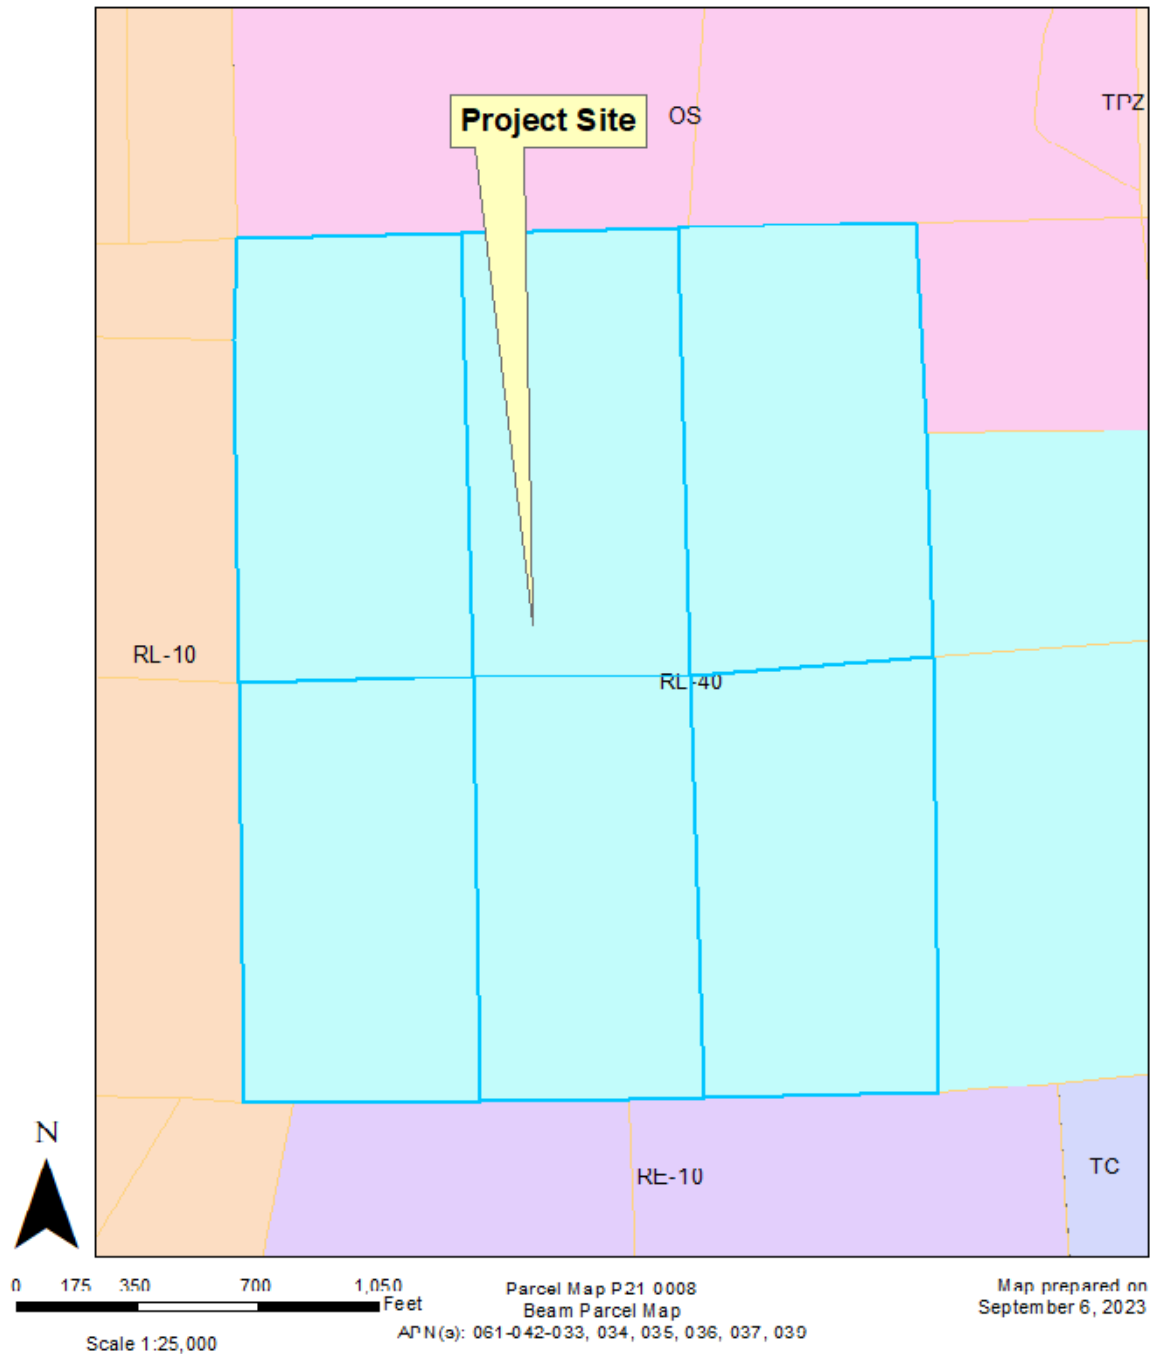 Project Site
OS
TPZ
RL-10
RL-40
RE-10
TC
N
0 175 350 700 1,050
Feet
Scale 1:25,000
Parcel Map P21 0008
Beam Parcel Map
APN(s): 061-042-033, 034, 035, 036, 037, 039
Map prepared on
September 6, 2023